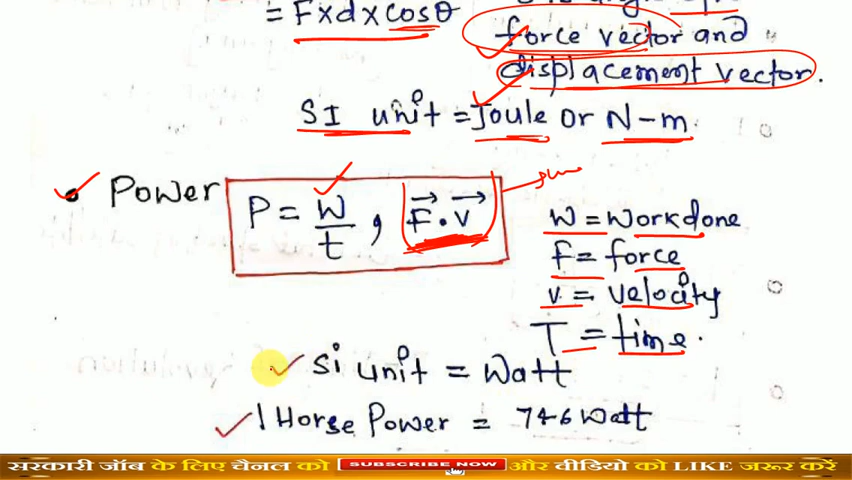 = F x d x cosθ
force vector and
displacement vector.
SI unit = Joule or N-m
• Power P = W/t , F⃗ · v⃗
W = workdone
f = force
v = velocity
T = time.
Si unit = Watt
1 Horse Power = 746 Watt
सरकारी जॉब के लिए चैनल को SUBSCRIBE NOW और वीडियो को LIKE जरूर करें